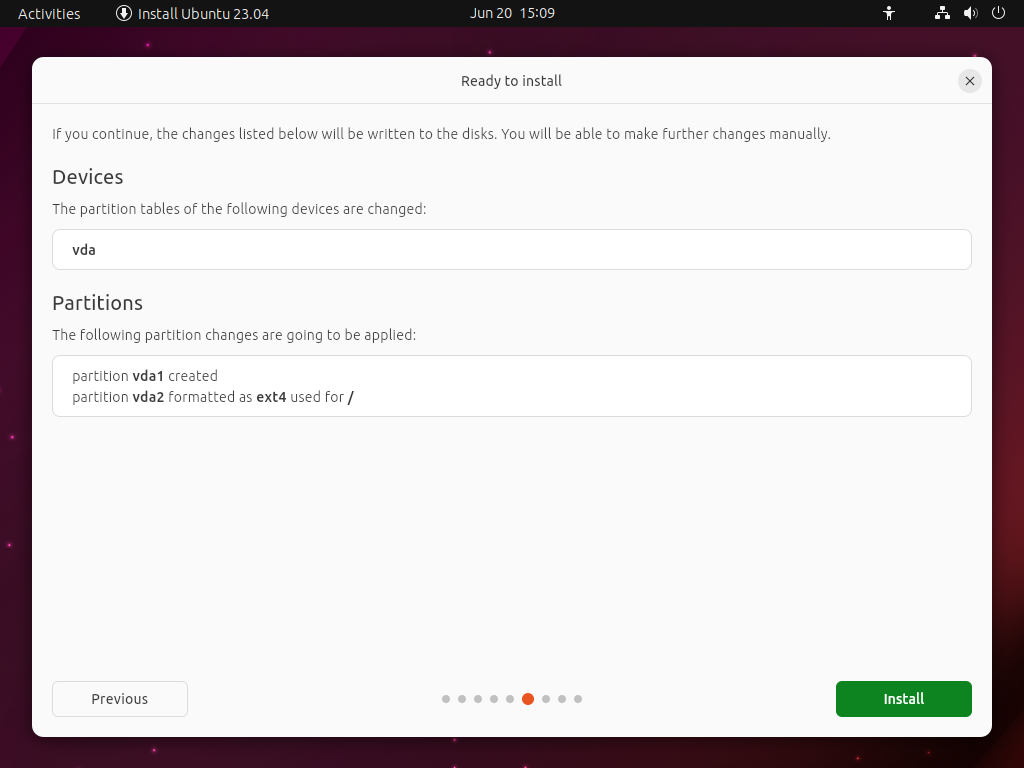 Activities Install Ubuntu 23.04 Jun 20 15:09
Ready to install
If you continue, the changes listed below will be written to the disks. You will be able to make further changes manually.
Devices
The partition tables of the following devices are changed:
vda
Partitions
The following partition changes are going to be applied:
partition vda1 created
partition vda2 formatted as ext4 used for /
Previous Install